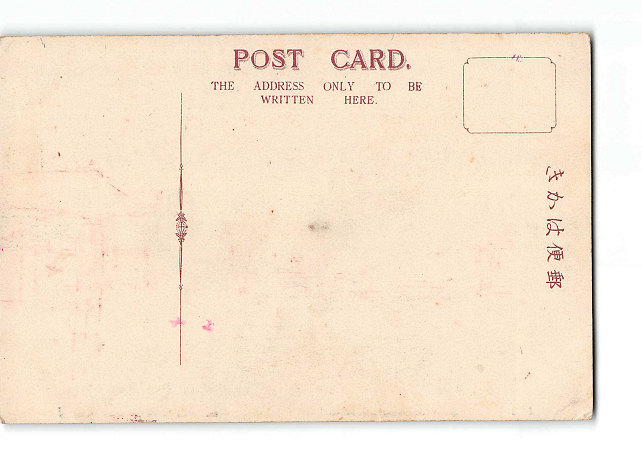 POST CARD.
THE ADDRESS ONLY TO BE
WRITTEN HERE.
きかは便郵